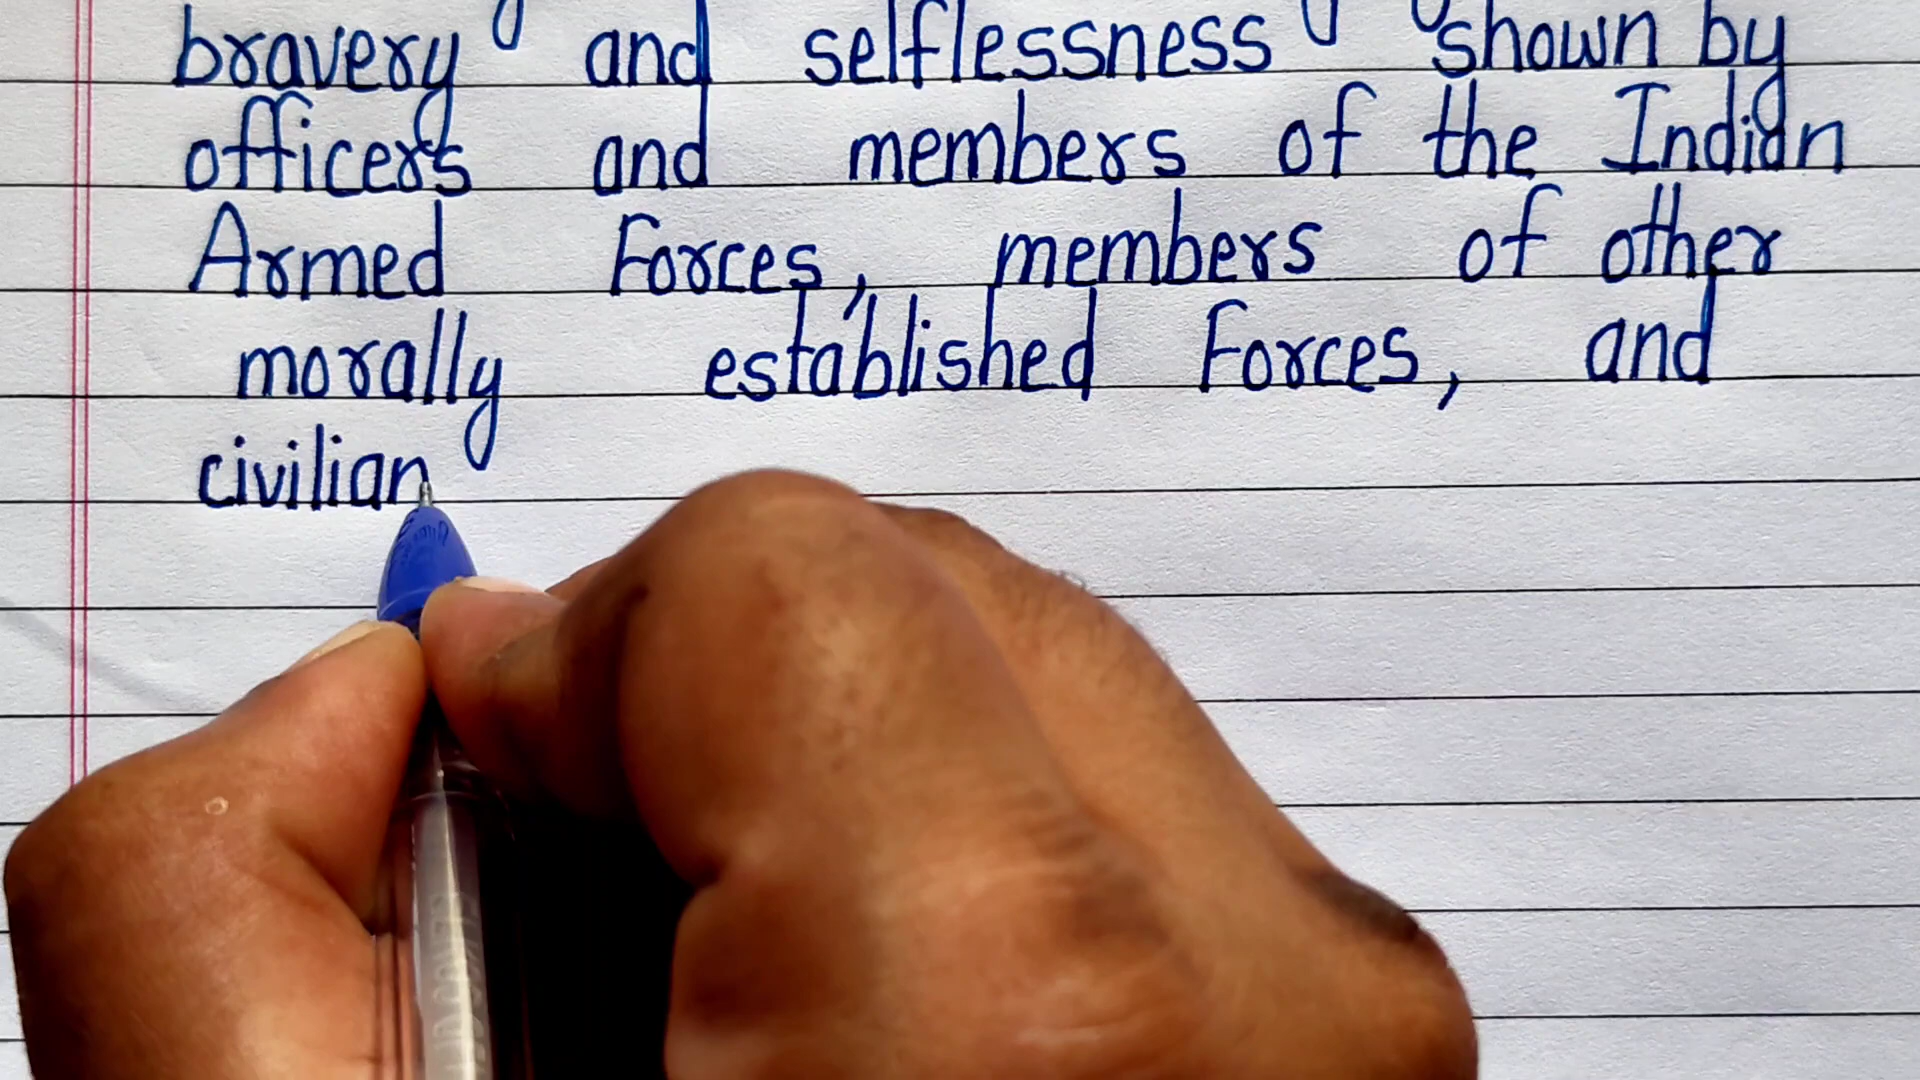 bravery and selflessness shown by
officers and members of the Indian
Armed Forces, members of other
morally established Forces, and
civilian